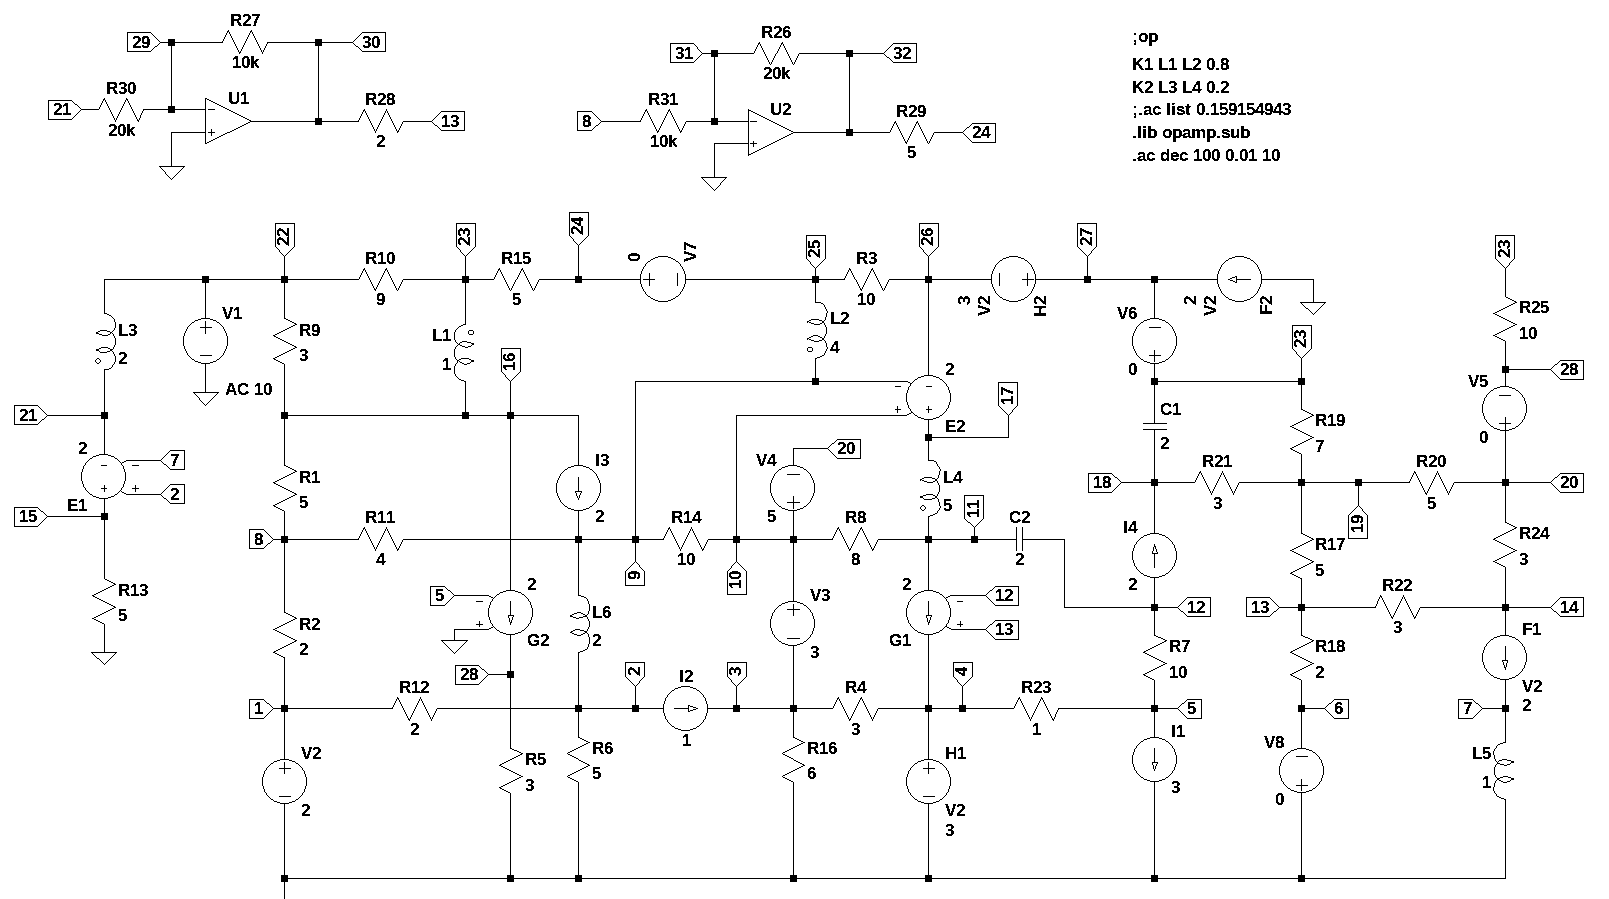 R27
29
30
10k
R30
21
20k
U1
R28
13
2
R26
31
32
20k
R31
8
10k
U2
R29
24
5
;op
K1 L1 L2 0.8
K2 L3 L4 0.2
;.ac list 0.159154943
.lib opamp.sub
.ac dec 100 0.01 10
22
23
24
25
26
27
23
R10
9
R15
5
0
V7
R3
10
3
V2
H2
2
V2
F2
L3
2
V1
AC 10
R9
3
L1
1
16
L2
4
V6
0
23
R25
10
28
21
2
7
2
E1
15
2
E2
17
C1
2
R19
7
V5
0
R1
5
I3
2
V4
5
20
L4
5
18
R21
3
19
R20
5
20
8
R11
4
9
R14
10
10
R8
8
11
C2
2
I4
2
R17
5
R24
3
R13
5
R2
2
5
2
G2
L6
2
V3
3
2
G1
12
13
12
13
R22
3
14
R7
10
R18
2
F1
V2
2
28
1
R12
2
2
I2
1
3
R4
3
4
R23
1
5
6
7
V2
2
R5
3
R6
5
R16
6
H1
V2
3
I1
3
V8
0
L5
1